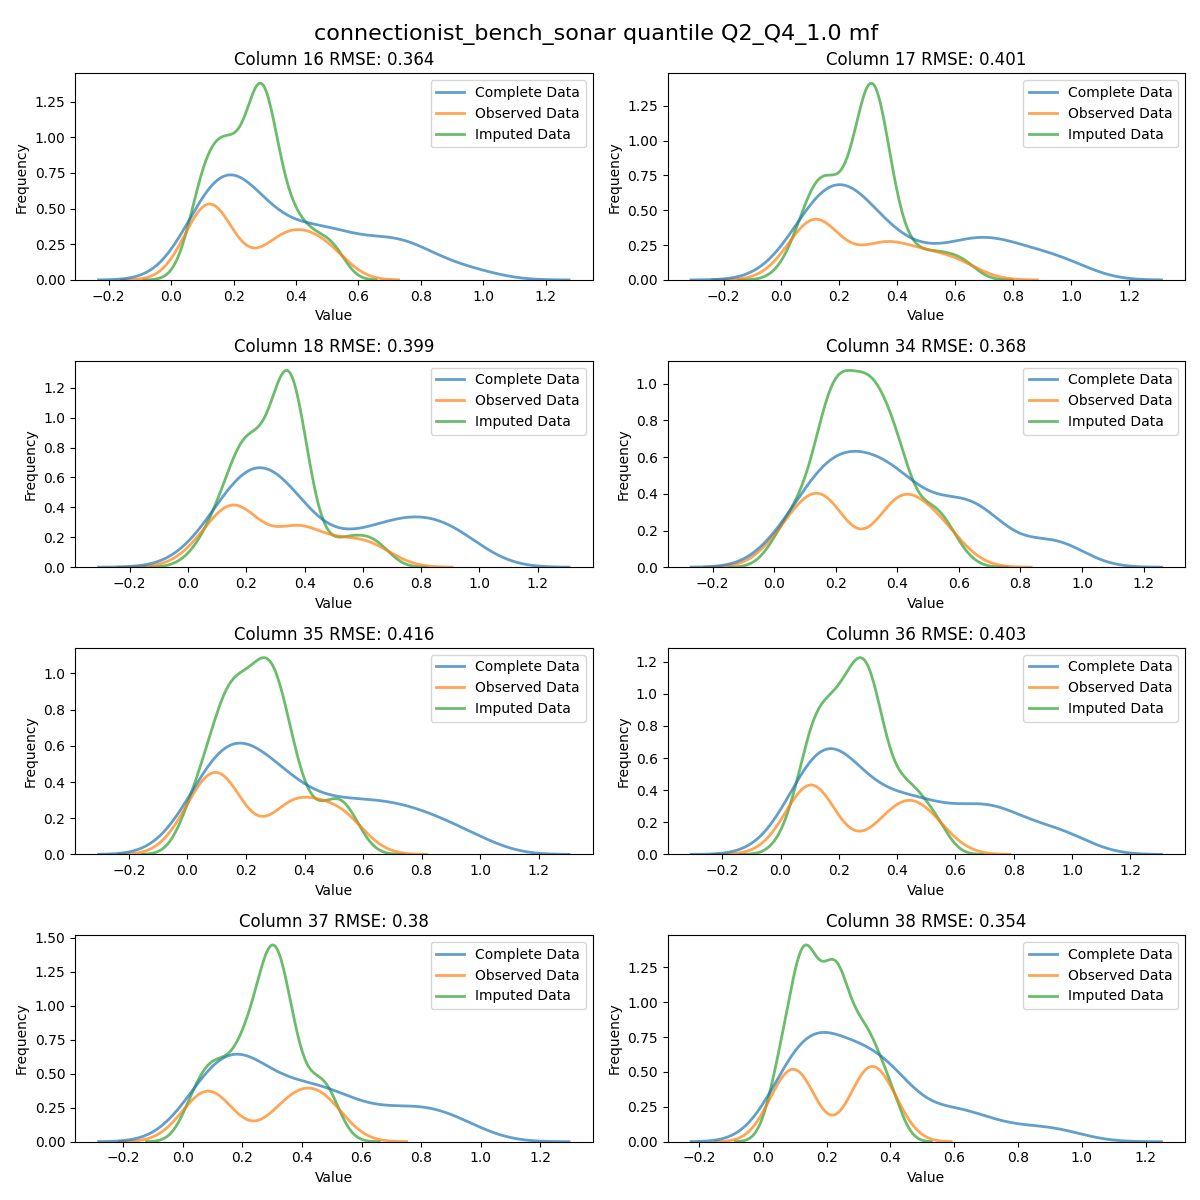 connectionist_bench_sonar quantile Q2_Q4_1.0 mf
Column 16 RMSE: 0.364
Frequency
1.25
1.00
0.75
0.50
0.25
0.00
Complete Data
Observed Data
Imputed Data
−0.2 0.0 0.2 0.4 0.6 0.8 1.0 1.2
Value
Column 17 RMSE: 0.401
Frequency
1.25
1.00
0.75
0.50
0.25
0.00
Complete Data
Observed Data
Imputed Data
−0.2 0.0 0.2 0.4 0.6 0.8 1.0 1.2
Value
Column 18 RMSE: 0.399
Frequency
1.2
1.0
0.8
0.6
0.4
0.2
0.0
Complete Data
Observed Data
Imputed Data
−0.2 0.0 0.2 0.4 0.6 0.8 1.0 1.2
Value
Column 34 RMSE: 0.368
Frequency
1.0
0.8
0.6
0.4
0.2
0.0
Complete Data
Observed Data
Imputed Data
−0.2 0.0 0.2 0.4 0.6 0.8 1.0 1.2
Value
Column 35 RMSE: 0.416
Frequency
1.0
0.8
0.6
0.4
0.2
0.0
Complete Data
Observed Data
Imputed Data
−0.2 0.0 0.2 0.4 0.6 0.8 1.0 1.2
Value
Column 36 RMSE: 0.403
Frequency
1.2
1.0
0.8
0.6
0.4
0.2
0.0
Complete Data
Observed Data
Imputed Data
−0.2 0.0 0.2 0.4 0.6 0.8 1.0 1.2
Value
Column 37 RMSE: 0.38
Frequency
1.50
1.25
1.00
0.75
0.50
0.25
0.00
Complete Data
Observed Data
Imputed Data
−0.2 0.0 0.2 0.4 0.6 0.8 1.0 1.2
Value
Column 38 RMSE: 0.354
Frequency
1.25
1.00
0.75
0.50
0.25
0.00
Complete Data
Observed Data
Imputed Data
−0.2 0.0 0.2 0.4 0.6 0.8 1.0 1.2
Value